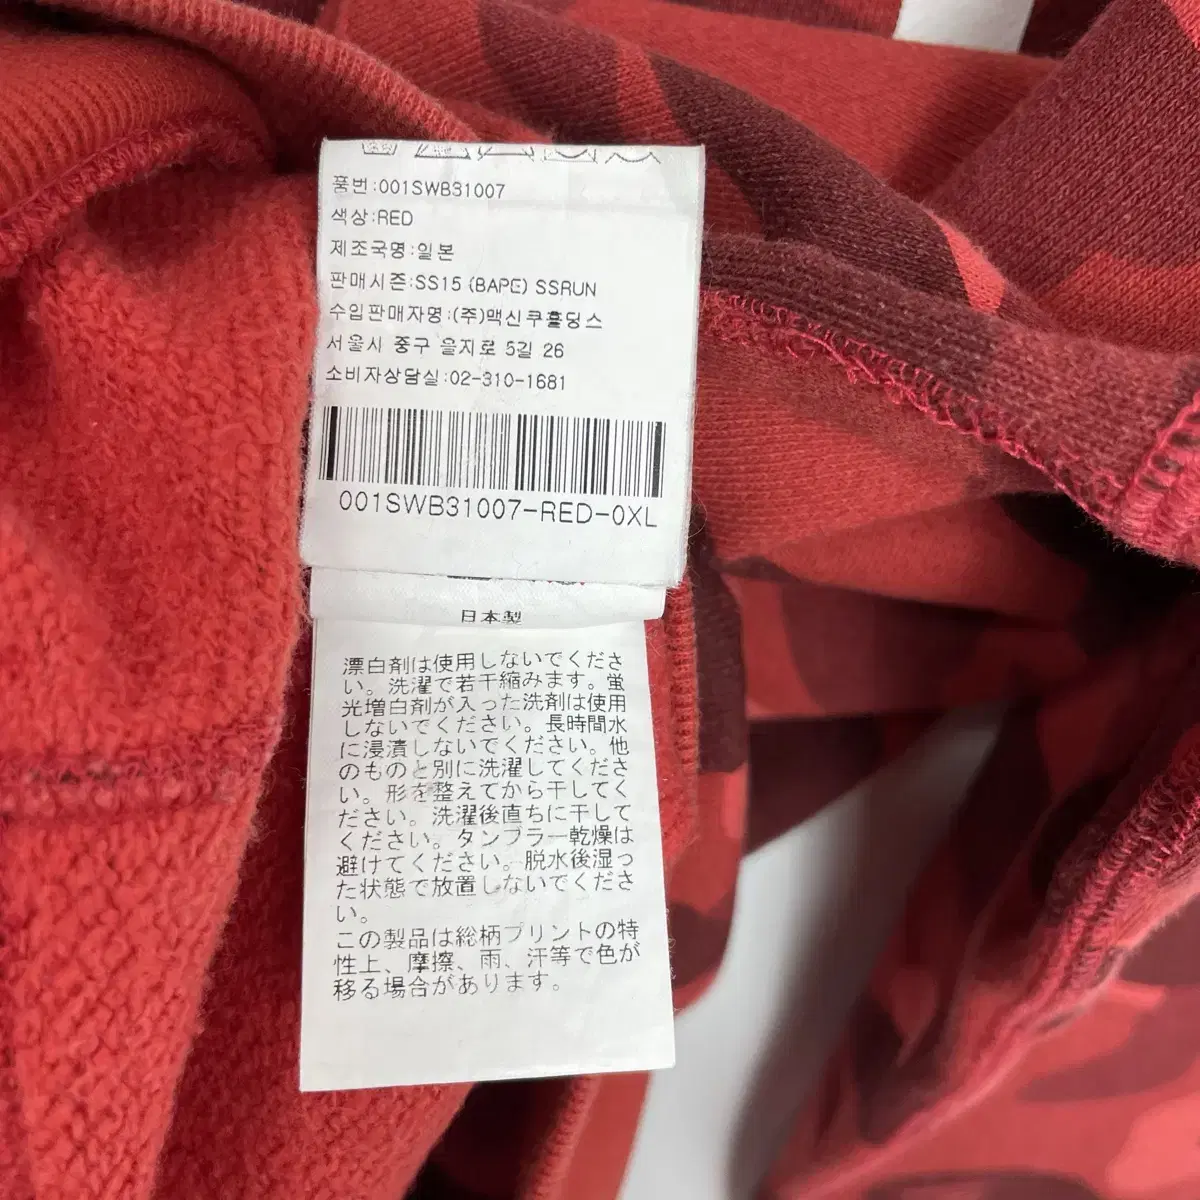 품번:001SWB31007
색상:RED
제조국명:일본
판매시즌:SS15 (BAPE) SSRUN
수입판매자명:(주)맥신쿠홀딩스
서울시 중구 을지로 5길 26
소비자상담실:02-310-1681
001SWB31007-RED-0XL
日本製
漂白剤は使用しないでくださ
い。洗濯で若干縮みます。蛍
光増白剤が入った洗剤は使用
しないでください。長時間水
に浸漬しないでください。他
のものと別に洗濯してくださ
い。形を整えてから干してく
ださい。洗濯後直ちに干して
ください。タンブラー乾燥は
避けてください。脱水後湿っ
た状態で放置しないでくださ
い。
この製品は総柄プリントの特
性上、摩擦、雨、汗等で色が
移る場合があります。